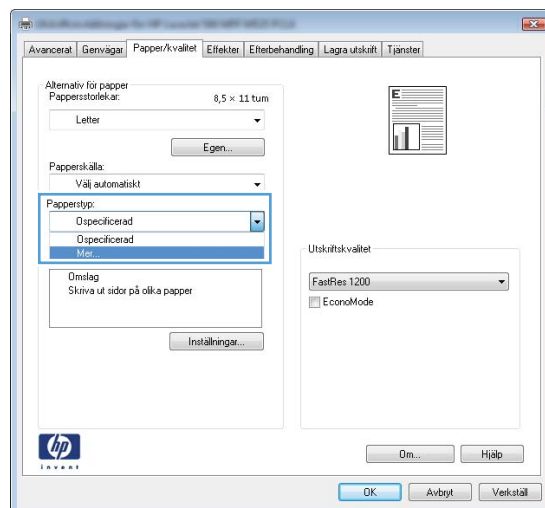 Avancerat Genvägar Papper/kvalitet Effekter Efterbehandling Lagra utskrift Tjänster
Alternativ för papper
Pappersstorlekar: 8,5 × 11 tum
Letter
Egen...
Papperskälla:
Välj automatiskt
Papperstyp:
Ospecificerad
Ospecificerad
Mer...
Omslag
Skriva ut sidor på olika papper
Inställningar...
E
Utskriftskvalitet
FastRes 1200
EconoMode
hp
invent
Om... Hjälp
OK Avbryt Verkställ